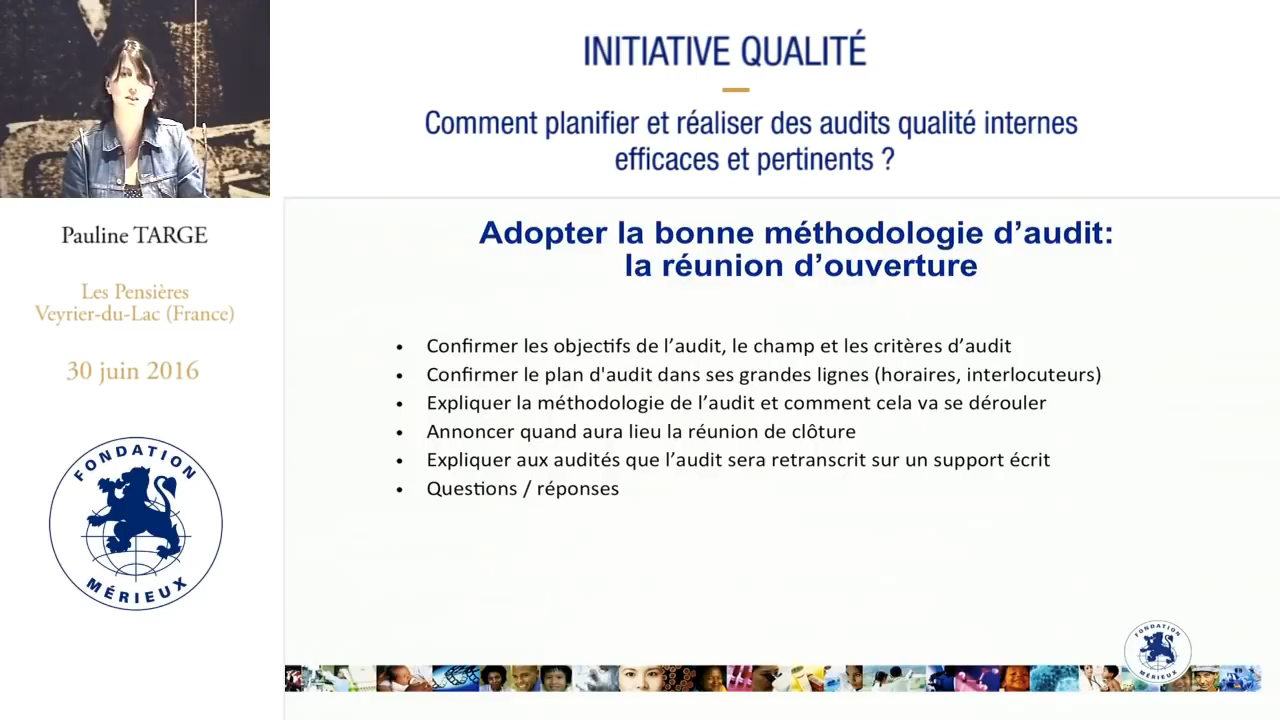 INITIATIVE QUALITÉ
Comment planifier et réaliser des audits qualité internes
efficaces et pertinents ?
Pauline TARGE
Les Pensières
Veyrier-du-Lac (France)
30 juin 2016
FONDATION
MÉRIEUX
Adopter la bonne méthodologie d’audit:
la réunion d’ouverture
• Confirmer les objectifs de l’audit, le champ et les critères d’audit
• Confirmer le plan d'audit dans ses grandes lignes (horaires, interlocuteurs)
• Expliquer la méthodologie de l’audit et comment cela va se dérouler
• Annoncer quand aura lieu la réunion de clôture
• Expliquer aux audités que l’audit sera retranscrit sur un support écrit
• Questions / réponses
FONDATION
MÉRIEUX